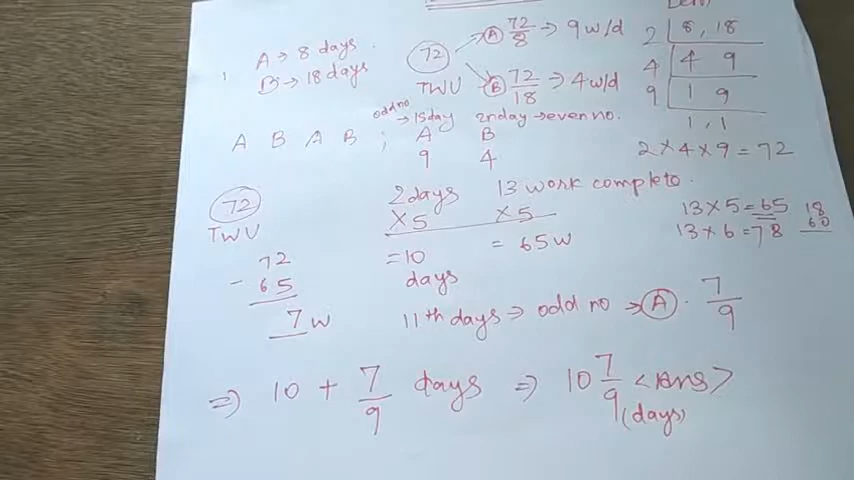 A → 8 days.
B → 18 days
72
TWU
A 72/8 ⇒ 9 w/d
B 72/18 ⇒ 4 w/d
2 | 8, 18
4 | 4 9
9 | 1 9
1, 1
2 × 4 × 9 = 72
A B A B ;
odd no
→ 1st day 2nd day → even no.
A B
9 4
72
TWU
72
- 65
7 w
2 days 13 work complete.
×5 ×5
= 10 = 65 w
days
13 × 5 = 65
13 × 6 = 78
18
60
11th days ⇒ odd no ⇒ A . 7/9
⇒ 10 + 7/9 days ⇒ 10 7/9 <Ans>
(days)